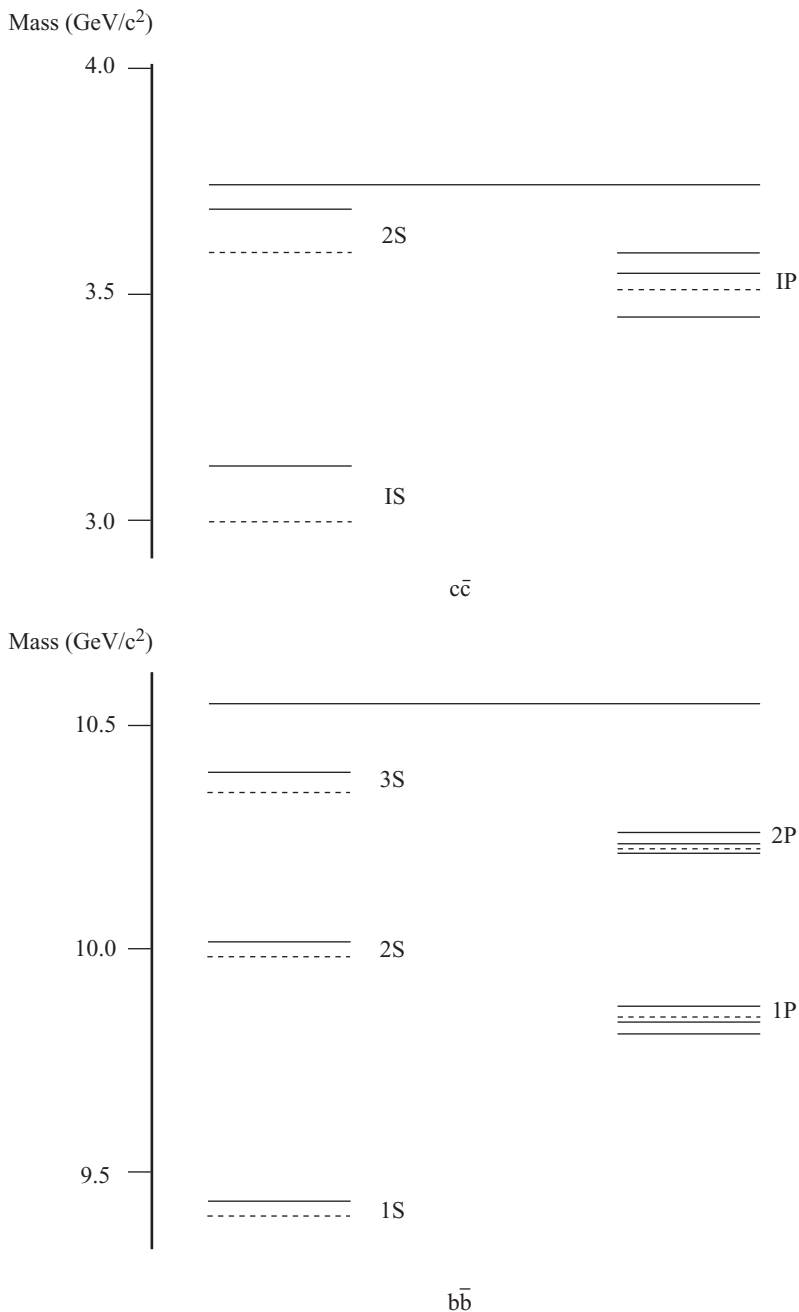 Mass (GeV/c²)
4.0
2S
IP
3.5
IS
3.0
cc̄
Mass (GeV/c²)
10.5
3S
2P
10.0
2S
1P
9.5
1S
bb̄